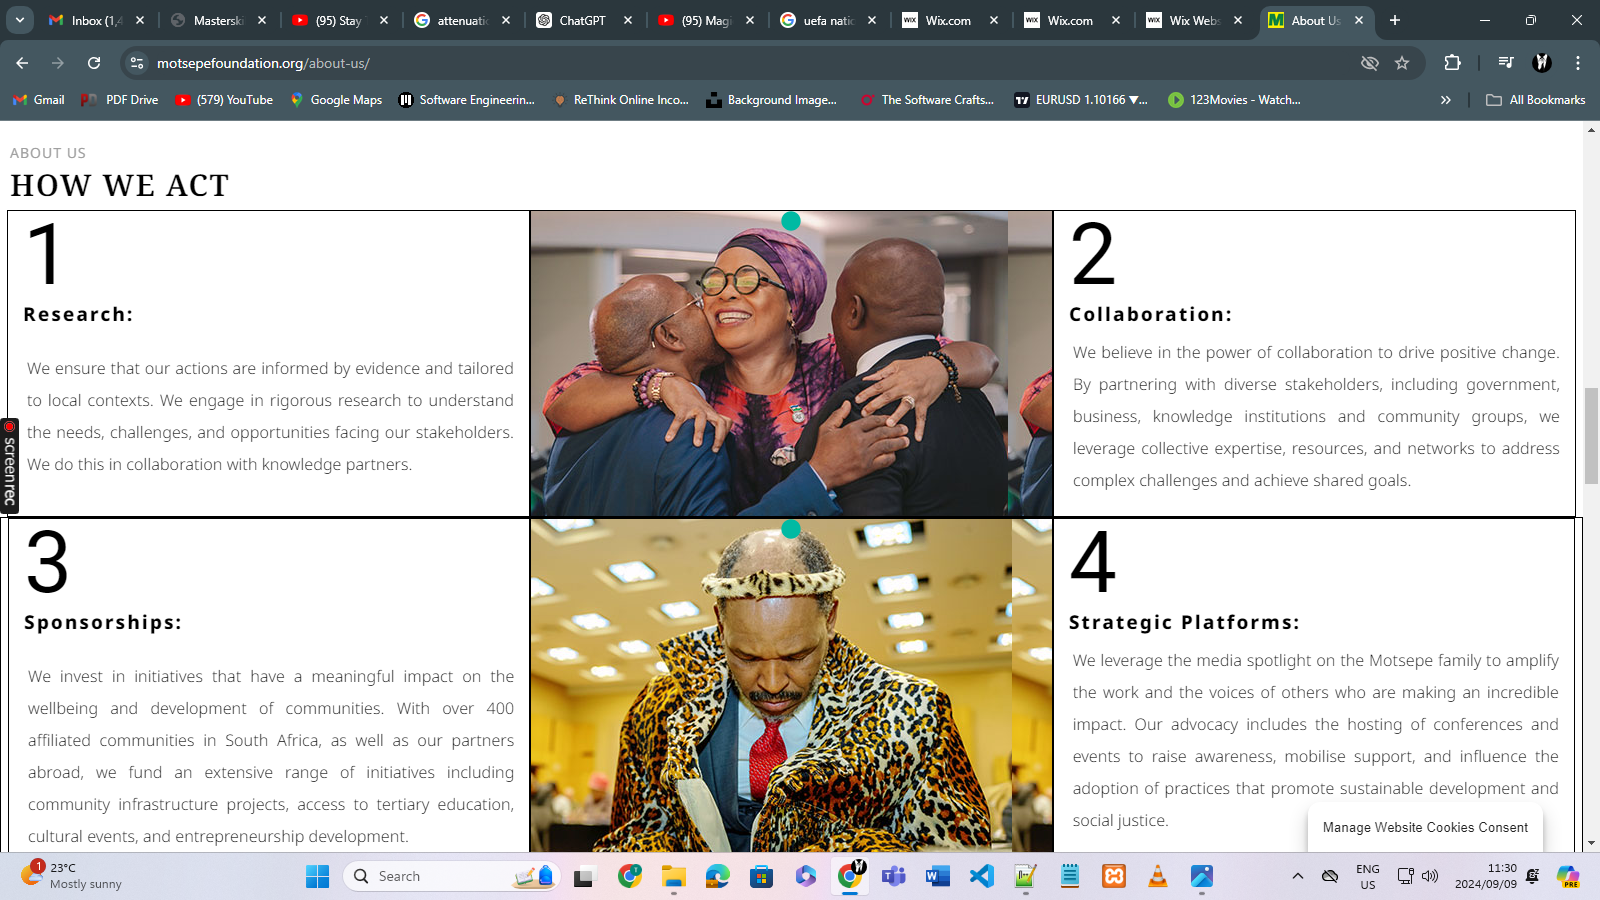 Inbox (1,4
Masterski
(95) Stay
attenuatio
ChatGPT
(95) Magi
uefa natio
Wix.com
Wix.com
Wix Webs
About Us
motsepefoundation.org/about-us/
Gmail
PDF Drive
(579) YouTube
Google Maps
Software Engineerin...
ReThink Online Inco...
Background Image...
The Software Crafts...
EURUSD 1.10166 ▼...
123Movies - Watch...
All Bookmarks
ABOUT US
HOW WE ACT
1
Research:
We ensure that our actions are informed by evidence and tailored
to local contexts. We engage in rigorous research to understand
the needs, challenges, and opportunities facing our stakeholders.
We do this in collaboration with knowledge partners.
2
Collaboration:
We believe in the power of collaboration to drive positive change.
By partnering with diverse stakeholders, including government,
business, knowledge institutions and community groups, we
leverage collective expertise, resources, and networks to address
complex challenges and achieve shared goals.
screenrec
3
Sponsorships:
We invest in initiatives that have a meaningful impact on the
wellbeing and development of communities. With over 400
affiliated communities in South Africa, as well as our partners
abroad, we fund an extensive range of initiatives including
community infrastructure projects, access to tertiary education,
cultural events, and entrepreneurship development.
4
Strategic Platforms:
We leverage the media spotlight on the Motsepe family to amplify
the work and the voices of others who are making an incredible
impact. Our advocacy includes the hosting of conferences and
events to raise awareness, mobilise support, and influence the
adoption of practices that promote sustainable development and
social justice.
Manage Website Cookies Consent
1
23°C
Mostly sunny
Search
ENG
US
11:30
2024/09/09
PRE